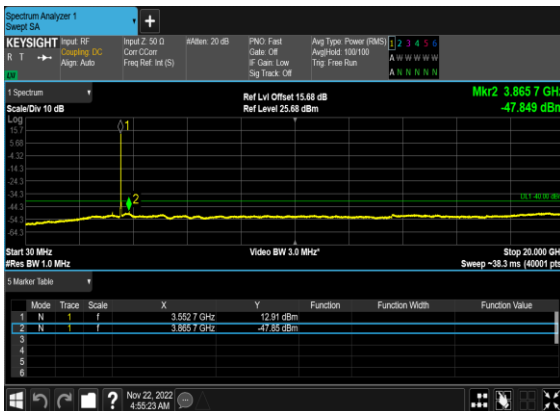 Spectrum Analyzer 1
Swept SA
+
KEYSIGHT
R T
LV
Input: RF
Coupling: DC
Align: Auto
Input Z: 50 Ω
Corr CCorr
Freq Ref: Int (S)
#Atten: 20 dB
PNO: Fast
Gate: Off
IF Gain: Low
Sig Track: Off
Avg Type: Power (RMS)
Avg|Hold: 100/100
Trig: Free Run
1 2 3 4 5 6
A W W W W W
A N N N N N
1 Spectrum
Scale/Div 10 dB
Ref Lvl Offset 15.68 dB
Ref Level 25.68 dBm
Mkr2 3.865 7 GHz
-47.849 dBm
Log
15.7
5.68
-4.32
-14.3
-24.3
-34.3
-44.3
-54.3
-64.3
1
2
DL1 -40.00 dBm
Start 30 MHz
#Res BW 1.0 MHz
Video BW 3.0 MHz*
Stop 20.000 GHz
Sweep ~38.3 ms (40001 pts)
5 Marker Table
Mode Trace Scale X Y Function Function Width Function Value
1 N 1 f 3.552 7 GHz 12.91 dBm
2 N 1 f 3.865 7 GHz -47.85 dBm
3
4
5
6
?
Nov 22, 2022
4:55:23 AM